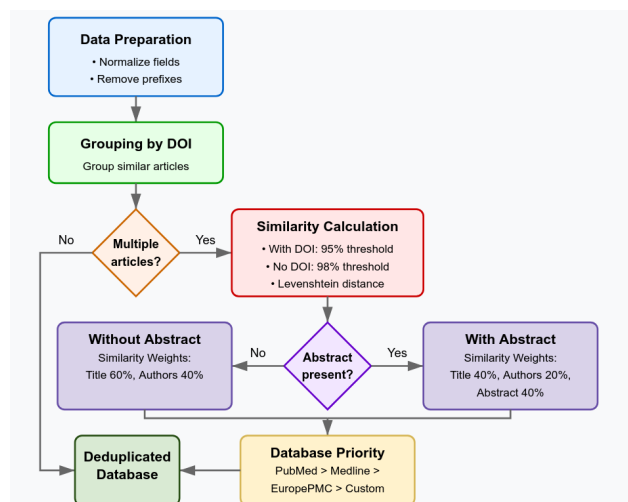 Data Preparation
• Normalize fields
• Remove prefixes
Grouping by DOI
Group similar articles
No
Multiple
articles?
Yes
Similarity Calculation
• With DOI: 95% threshold
• No DOI: 98% threshold
• Levenshtein distance
Without Abstract
Similarity Weights:
Title 60%, Authors 40%
No
Abstract
present?
Yes
With Abstract
Similarity Weights:
Title 40%, Authors 20%,
Abstract 40%
Deduplicated
Database
Database Priority
PubMed > Medline >
EuropePMC > Custom